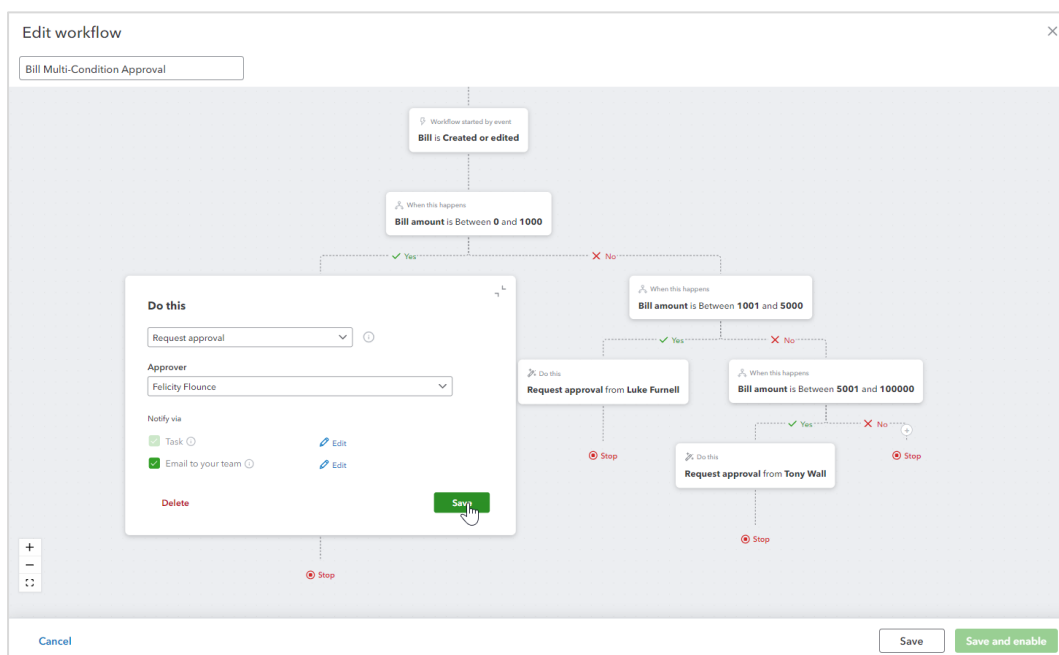 Edit workflow
Bill Multi-Condition Approval
Workflow started by event
Bill is Created or edited
When this happens
Bill amount is Between 0 and 1000
Yes
No
Do this
Request approval
Approver
Felicity Flounce
Notify via
Task
Edit
Email to your team
Edit
Delete
Save
Stop
When this happens
Bill amount is Between 1001 and 5000
Yes
No
Do this
Request approval from Luke Furnell
Stop
When this happens
Bill amount is Between 5001 and 100000
Yes
No
Do this
Request approval from Tony Wall
Stop
Stop
Cancel
Save
Save and enable